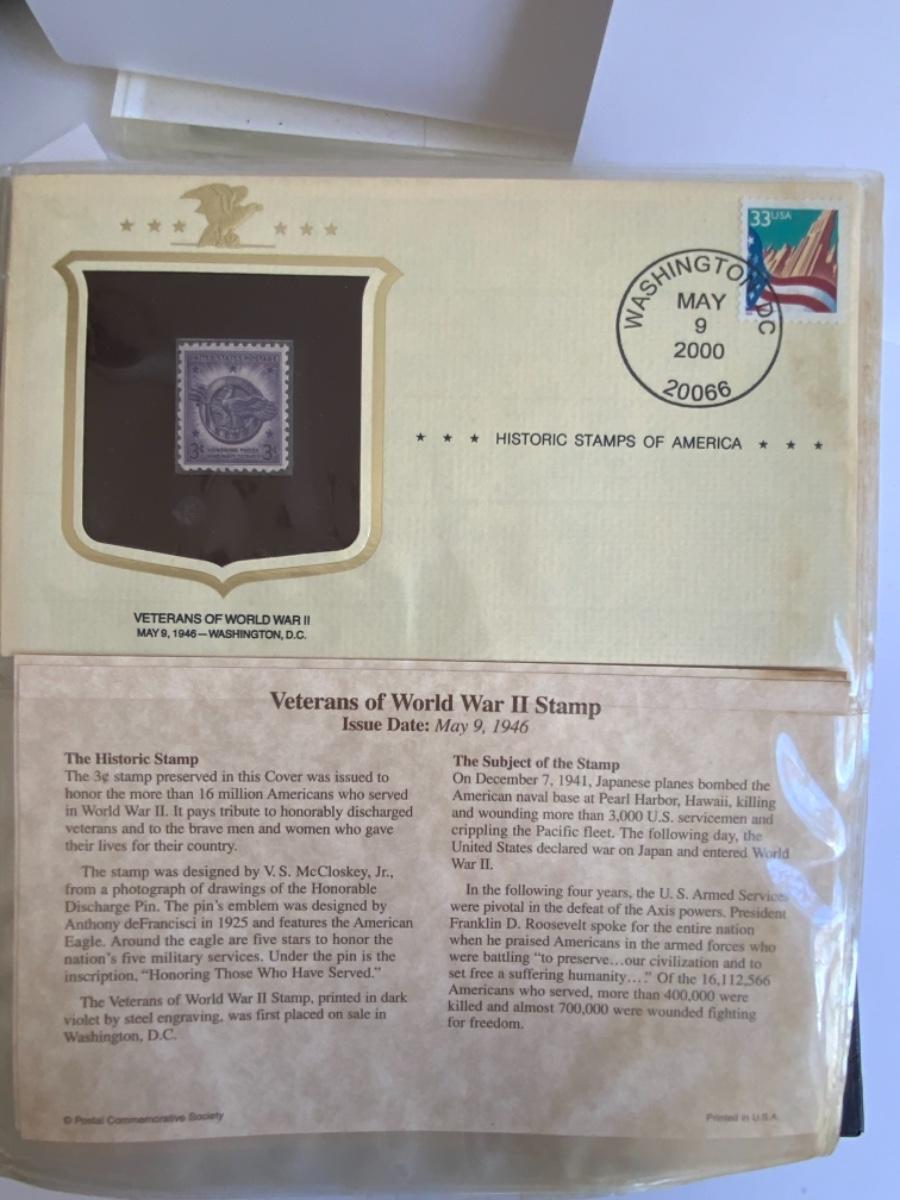 33 USA
WASHINGTON DC
MAY
9
2000
20066
★ ★ ★ HISTORIC STAMPS OF AMERICA ★ ★ ★
UNITED STATES POSTAGE
3¢ HONORING THOSE 3¢
WHO HAVE SERVED
VETERANS OF WORLD WAR II
MAY 9, 1946—WASHINGTON, D.C.
Veterans of World War II Stamp
Issue Date: May 9, 1946
The Historic Stamp
The 3¢ stamp preserved in this Cover was issued to
honor the more than 16 million Americans who served
in World War II. It pays tribute to honorably discharged
veterans and to the brave men and women who gave
their lives for their country.
The stamp was designed by V. S. McCloskey, Jr.,
from a photograph of drawings of the Honorable
Discharge Pin. The pin's emblem was designed by
Anthony deFrancisci in 1925 and features the American
Eagle. Around the eagle are five stars to honor the
nation's five military services. Under the pin is the
inscription, “Honoring Those Who Have Served.”
The Veterans of World War II Stamp, printed in dark
violet by steel engraving, was first placed on sale in
Washington, D.C.
The Subject of the Stamp
On December 7, 1941, Japanese planes bombed the
American naval base at Pearl Harbor, Hawaii, killing
and wounding more than 3,000 U.S. servicemen and
crippling the Pacific fleet. The following day, the
United States declared war on Japan and entered World
War II.
In the following four years, the U. S. Armed Services
were pivotal in the defeat of the Axis powers. President
Franklin D. Roosevelt spoke for the entire nation
when he praised Americans in the armed forces who
were battling “to preserve…our civilization and to
set free a suffering humanity….” Of the 16,112,566
Americans who served, more than 400,000 were
killed and almost 700,000 were wounded fighting
for freedom.
© Postal Commemorative Society
Printed in U.S.A.